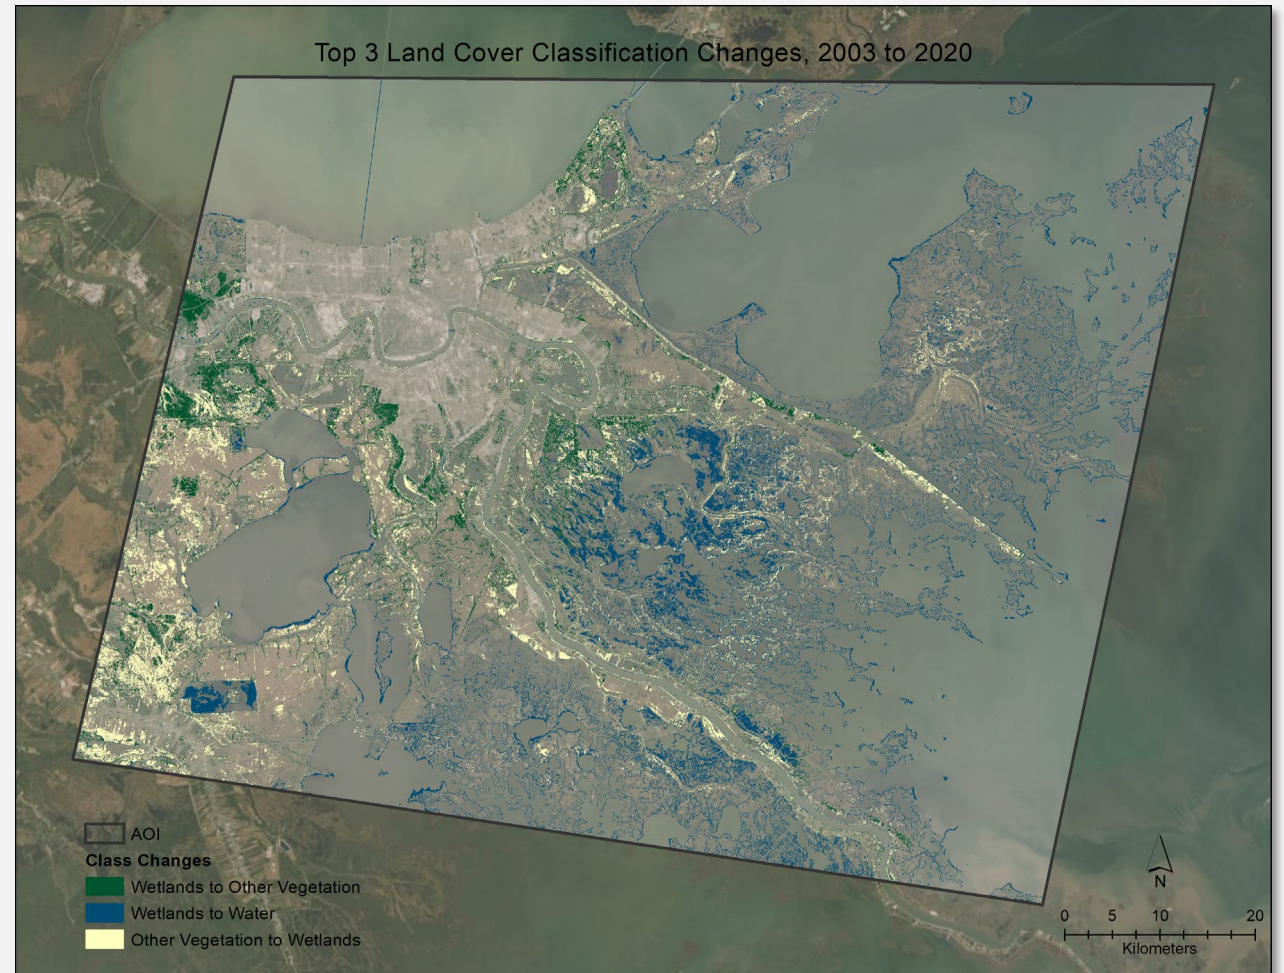 Top 3 Land Cover Classification Changes, 2003 to 2020
AOI
Class Changes
Wetlands to Other Vegetation
Wetlands to Water
Other Vegetation to Wetlands
N
0 5 10 20
Kilometers